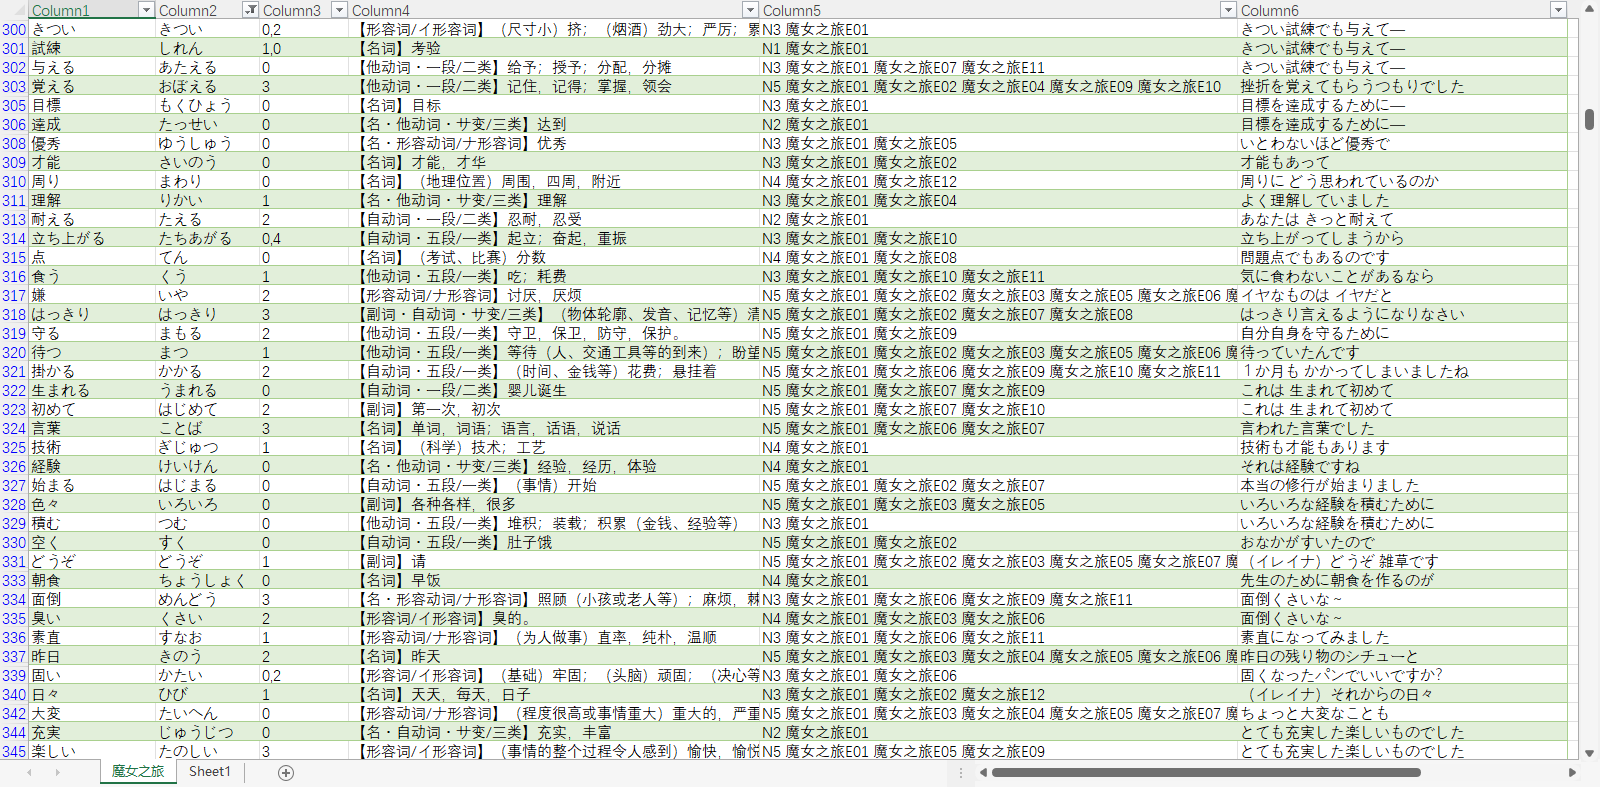 Column1 Column2 Column3 Column4 Column5 Column6
300 きつい きつい 0,2 【形容词/イ形容词】（尺寸小）挤；（烟酒）劲大；严厉； N3 魔女之旅E01 きつい試練でも与えて―
301 試練 しれん 1,0 【名词】考验 N1 魔女之旅E01 きつい試練でも与えて―
302 与える あたえる 0 【他动词・一段/二类】给予；授予；分配，分摊 N3 魔女之旅E01 魔女之旅E07 魔女之旅E11 きつい試練でも与えて―
303 覚える おぼえる 3 【他动词・一段/二类】记住，记得；掌握，领会 N5 魔女之旅E01 魔女之旅E02 魔女之旅E04 魔女之旅E09 魔女之旅E10 挫折を覚えてもらうつもりでした
305 目標 もくひょう 0 【名词】目标 N3 魔女之旅E01 目標を達成するために―
306 達成 たっせい 0 【名・他动词・サ变/三类】达到 N2 魔女之旅E01 目標を達成するために―
308 優秀 ゆうしゅう 0 【名・形容动词/ナ形容词】优秀 N3 魔女之旅E01 魔女之旅E05 いとわないほど優秀で
309 才能 さいのう 0 【名词】才能，才华 N3 魔女之旅E01 魔女之旅E02 才能もあって
310 周り まわり 0 【名词】（地理位置）周围，四周，附近 N4 魔女之旅E01 魔女之旅E12 周りに どう思われているのか
311 理解 りかい 1 【名・他动词・サ变/三类】理解 N3 魔女之旅E01 魔女之旅E04 よく理解していました
313 耐える たえる 2 【自动词・一段/二类】忍耐，忍受 N2 魔女之旅E01 あなたは きっと耐えて
314 立ち上がる たちあがる 0,4 【自动词・五段/一类】起立；奋起，重振 N3 魔女之旅E01 魔女之旅E10 立ち上がってしまうから
315 点 てん 0 【名词】（考试、比赛）分数 N4 魔女之旅E01 魔女之旅E08 問題点でもあるのです
316 食う くう 1 【他动词・五段/一类】吃；耗费 N3 魔女之旅E01 魔女之旅E10 魔女之旅E11 気に食わないことがあるなら
317 嫌 いや 2 【形容动词/ナ形容词】讨厌，厌烦 N5 魔女之旅E01 魔女之旅E02 魔女之旅E03 魔女之旅E05 魔女之旅E06 イヤなものは イヤだと
318 はっきり はっきり 3 【副词・自动词・サ变/三类】（物体轮廓、发音、记忆等） N5 魔女之旅E01 魔女之旅E02 魔女之旅E07 魔女之旅E08 はっきり言えるようになりなさい
319 守る まもる 2 【他动词・五段/一类】守卫，保卫，防守，保护。 N5 魔女之旅E01 魔女之旅E09 自分自身を守るために
320 待つ まつ 1 【他动词・五段/一类】等待（人、交通工具等的到来）；盼望 N5 魔女之旅E01 魔女之旅E02 魔女之旅E03 魔女之旅E05 魔女之旅E06 待っていたんです
321 掛かる かかる 2 【自动词・五段/一类】（时间、金钱等）花费；悬挂着 N5 魔女之旅E01 魔女之旅E06 魔女之旅E09 魔女之旅E10 魔女之旅E11 １か月も かかってしまいましたね
322 生まれる うまれる 0 【自动词・一段/二类】婴儿诞生 N5 魔女之旅E01 魔女之旅E07 魔女之旅E09 これは 生まれて初めて
323 初めて はじめて 2 【副词】第一次，初次 N5 魔女之旅E01 魔女之旅E07 魔女之旅E10 これは 生まれて初めて
324 言葉 ことば 3 【名词】单词，词语；语言，话语，说话 N5 魔女之旅E01 魔女之旅E06 魔女之旅E07 言われた言葉でした
325 技術 ぎじゅつ 1 【名词】（科学）技术；工艺 N4 魔女之旅E01 技術も才能もあります
326 経験 けいけん 0 【名・他动词・サ变/三类】经验，经历，体验 N4 魔女之旅E01 それは経験ですね
327 始まる はじまる 0 【自动词・五段/一类】（事情）开始 N5 魔女之旅E01 魔女之旅E02 魔女之旅E07 本当の修行が始まりました
328 色々 いろいろ 0 【副词】各种各样，很多 N5 魔女之旅E01 魔女之旅E03 魔女之旅E05 いろいろな経験を積むために
329 積む つむ 0 【他动词・五段/一类】堆积；装载；积累（金钱、经验等） N3 魔女之旅E01 いろいろな経験を積むために
330 空く すく 0 【自动词・五段/一类】肚子饿 N5 魔女之旅E01 魔女之旅E02 おなかがすいたので
331 どうぞ どうぞ 1 【副词】请 N5 魔女之旅E01 魔女之旅E02 魔女之旅E03 魔女之旅E05 魔女之旅E07 （イレイナ）どうぞ 雑草です
333 朝食 ちょうしょく 0 【名词】早饭 N4 魔女之旅E01 先生のために朝食を作るのが
334 面倒 めんどう 3 【名・形容动词/ナ形容词】照顾（小孩或老人等）；麻烦， N3 魔女之旅E01 魔女之旅E06 魔女之旅E09 魔女之旅E11 面倒くさいな～
335 臭い くさい 2 【形容词/イ形容词】臭的。 N4 魔女之旅E01 魔女之旅E03 魔女之旅E06 面倒くさいな～
336 素直 すなお 1 【形容动词/ナ形容词】（为人做事）直率，纯朴，温顺 N3 魔女之旅E01 魔女之旅E06 魔女之旅E11 素直になってみました
337 昨日 きのう 2 【名词】昨天 N5 魔女之旅E01 魔女之旅E03 魔女之旅E04 魔女之旅E05 魔女之旅E06 昨日の残り物のシチューと
339 固い かたい 0,2 【形容词/イ形容词】（基础）牢固；（头脑）顽固；（决心等 N3 魔女之旅E01 魔女之旅E06 固くなったパンでいいですか？
340 日々 ひび 1 【名词】天天，每天，日子 N3 魔女之旅E01 魔女之旅E02 魔女之旅E12 （イレイナ）それからの日々
342 大変 たいへん 0 【形容动词/ナ形容词】（程度很高或事情重大）重大的，严重 N5 魔女之旅E01 魔女之旅E03 魔女之旅E04 魔女之旅E05 魔女之旅E07 ちょっと大変なことも
344 充実 じゅうじつ 0 【名・自动词・サ变/三类】充实，丰富 N2 魔女之旅E01 とても充実した楽しいものでした
345 楽しい たのしい 3 【形容词/イ形容词】（事情的整个过程令人感到）愉快，愉悦 N5 魔女之旅E01 魔女之旅E05 魔女之旅E09 とても充実した楽しいものでした
魔女之旅 Sheet1